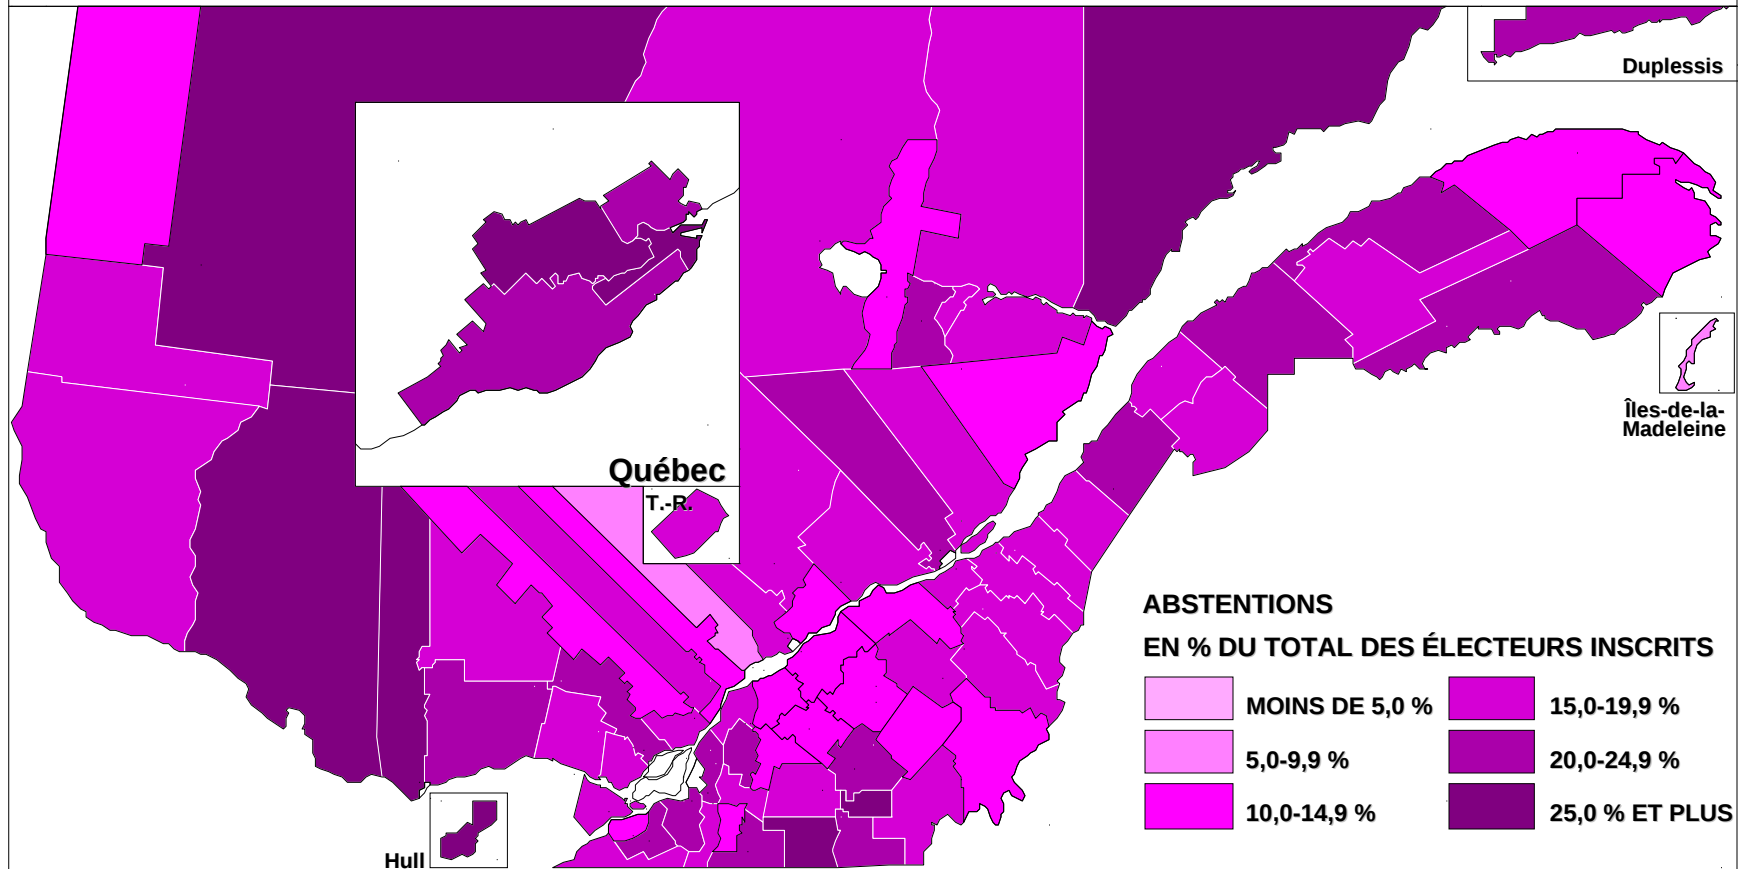 Duplessis
Îles-de-la-
Madeleine
Québec
T.-R.
ABSTENTIONS
EN % DU TOTAL DES ÉLECTEURS INSCRITS
MOINS DE 5,0 %
15,0-19,9 %
5,0-9,9 %
20,0-24,9 %
10,0-14,9 %
25,0 % ET PLUS
Hull